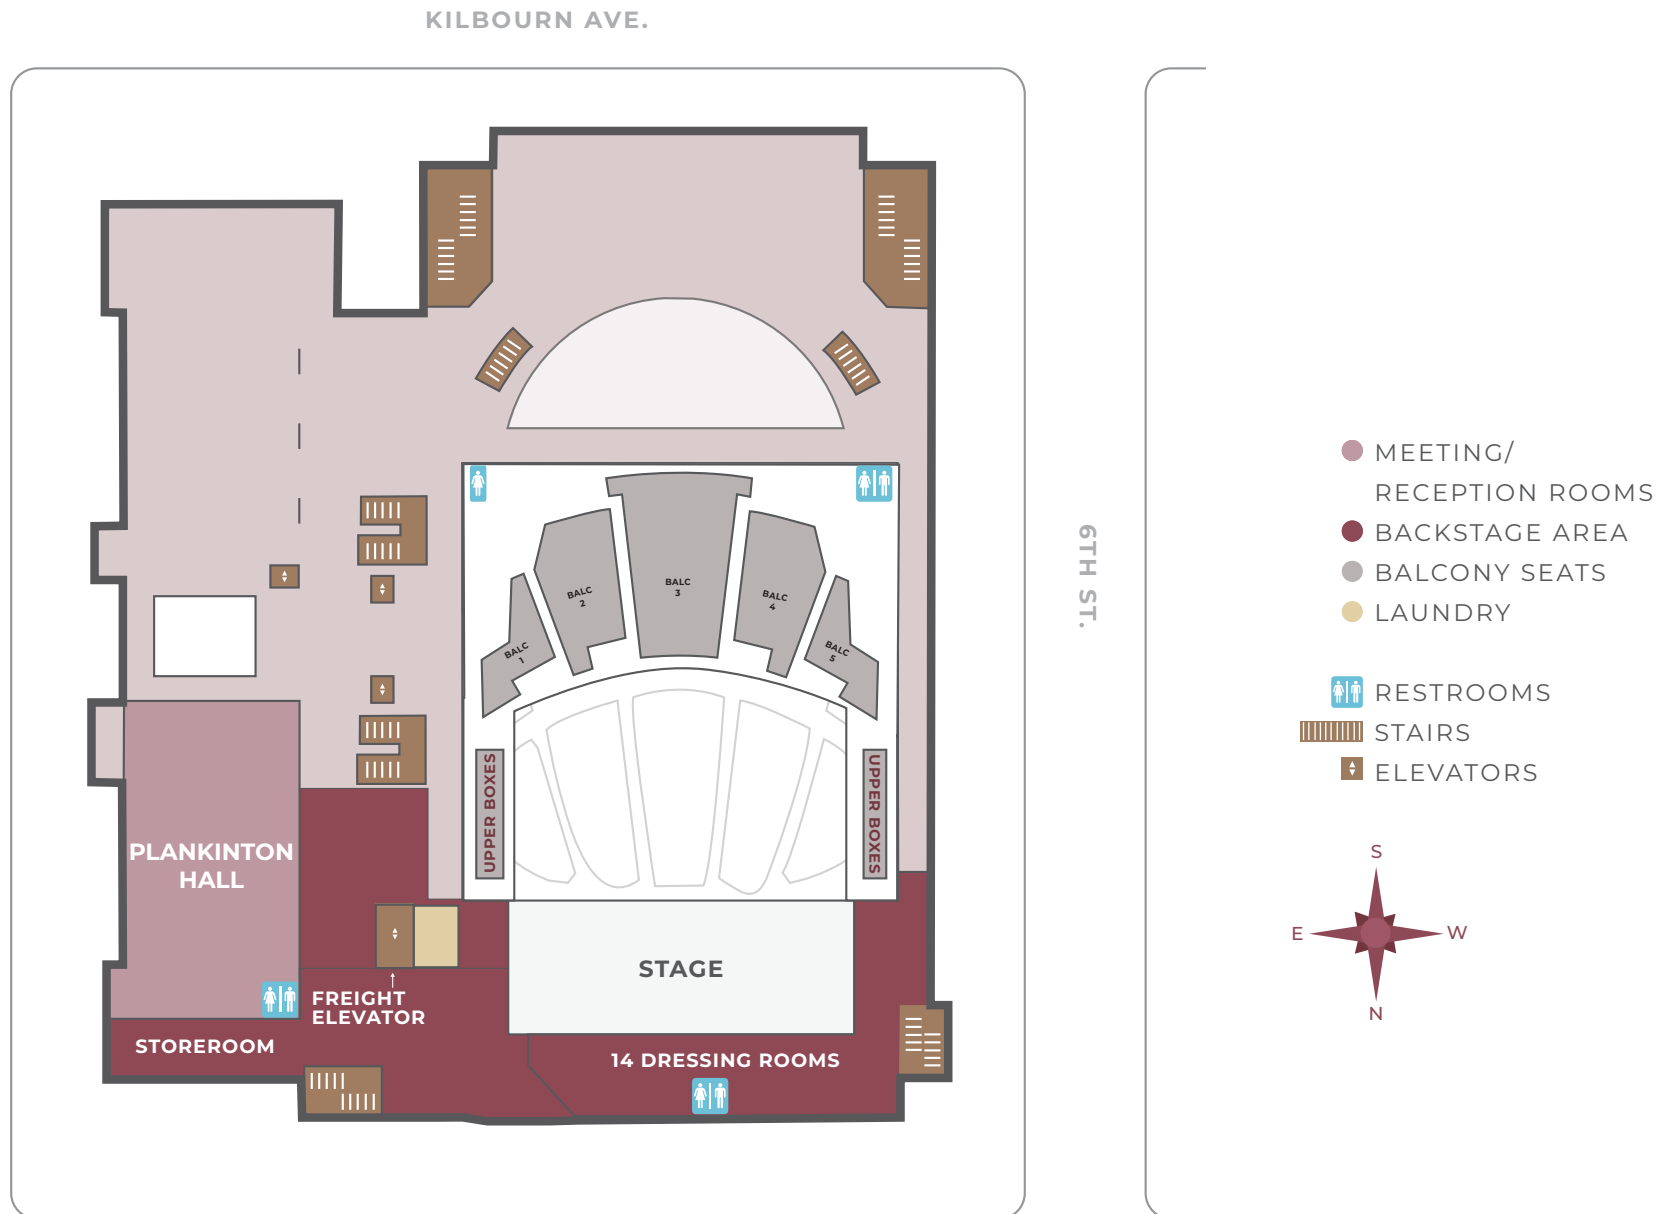 KILBOURN AVE.
6TH ST.
BALC
1
BALC
2
BALC
3
BALC
4
BALC
5
UPPER BOXES
UPPER BOXES
PLANKINTON
HALL
STAGE
FREIGHT
ELEVATOR
STOREROOM
14 DRESSING ROOMS
MEETING/
RECEPTION ROOMS
BACKSTAGE AREA
BALCONY SEATS
LAUNDRY
RESTROOMS
STAIRS
ELEVATORS
S
E
W
N